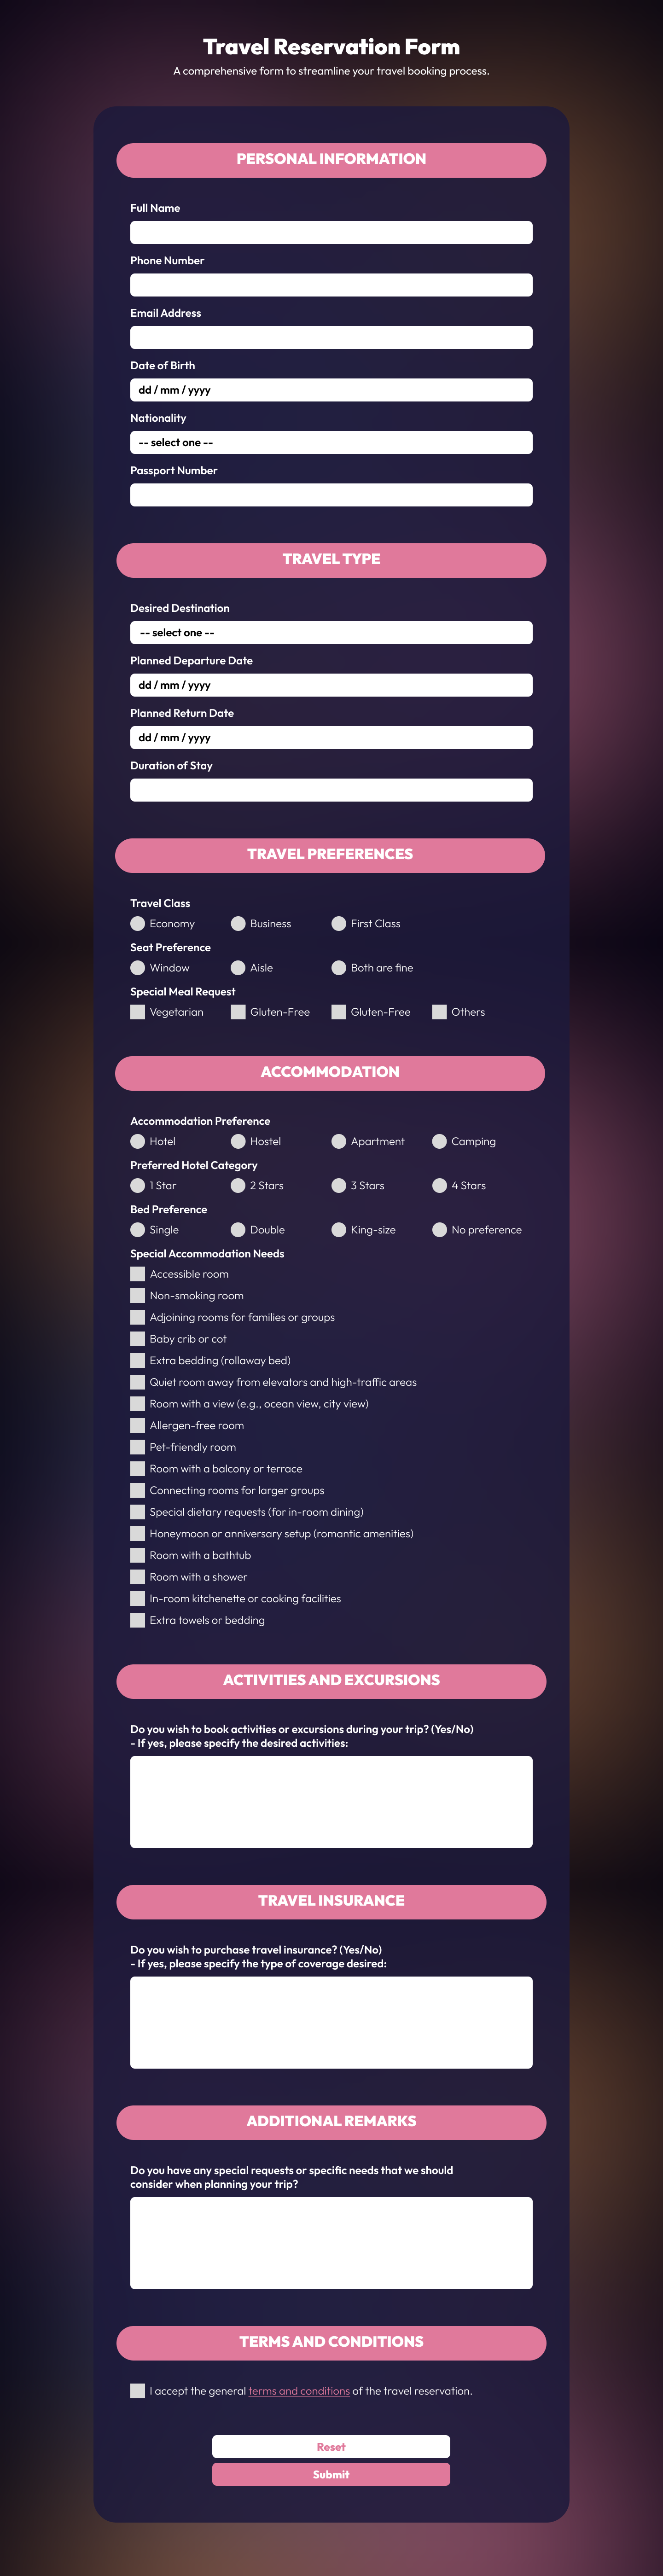 Travel Reservation Form
A comprehensive form to streamline your travel booking process.
PERSONAL INFORMATION
Full Name
Phone Number
Email Address
Date of Birth
dd / mm / yyyy
Nationality
-- select one --
Passport Number
TRAVEL TYPE
Desired Destination
-- select one --
Planned Departure Date
dd / mm / yyyy
Planned Return Date
dd / mm / yyyy
Duration of Stay
TRAVEL PREFERENCES
Travel Class
Economy Business First Class
Seat Preference
Window Aisle Both are fine
Special Meal Request
Vegetarian Gluten-Free Gluten-Free Others
ACCOMMODATION
Accommodation Preference
Hotel Hostel Apartment Camping
Preferred Hotel Category
1 Star 2 Stars 3 Stars 4 Stars
Bed Preference
Single Double King-size No preference
Special Accommodation Needs
Accessible room
Non-smoking room
Adjoining rooms for families or groups
Baby crib or cot
Extra bedding (rollaway bed)
Quiet room away from elevators and high-traffic areas
Room with a view (e.g., ocean view, city view)
Allergen-free room
Pet-friendly room
Room with a balcony or terrace
Connecting rooms for larger groups
Special dietary requests (for in-room dining)
Honeymoon or anniversary setup (romantic amenities)
Room with a bathtub
Room with a shower
In-room kitchenette or cooking facilities
Extra towels or bedding
ACTIVITIES AND EXCURSIONS
Do you wish to book activities or excursions during your trip? (Yes/No)
- If yes, please specify the desired activities:
TRAVEL INSURANCE
Do you wish to purchase travel insurance? (Yes/No)
- If yes, please specify the type of coverage desired:
ADDITIONAL REMARKS
Do you have any special requests or specific needs that we should
consider when planning your trip?
TERMS AND CONDITIONS
I accept the general terms and conditions of the travel reservation.
Reset
Submit